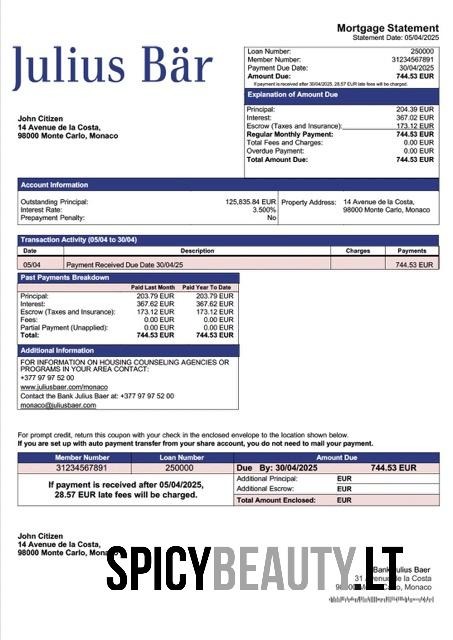 Mortgage Statement
Statement Date: 05/04/2025
Julius Bär
Loan Number: 250000
Member Number: 31234567891
Payment Due Date: 30/04/2025
Amount Due: 744.53 EUR
If payment is received after 30/04/2025, 28.57 EUR late fees will be charged.
Explanation of Amount Due
Principal: 204.39 EUR
Interest: 367.02 EUR
Escrow (Taxes and Insurance): 173.12 EUR
Regular Monthly Payment: 744.53 EUR
Total Fees and Charges: 0.00 EUR
Overdue Payment: 0.00 EUR
Total Amount Due: 744.53 EUR
John Citizen
14 Avenue de la Costa,
98000 Monte Carlo, Monaco
Account Information
Outstanding Principal: 125,835.84 EUR
Interest Rate: 3.500%
Prepayment Penalty: No
Property Address: 14 Avenue de la Costa,
98000 Monte Carlo, Monaco
Transaction Activity (05/04 to 30/04)
Date Description Charges Payments
05/04 Payment Received Due Date 30/04/25 744.53 EUR
Past Payments Breakdown
Paid Last Month Paid Year To Date
Principal: 203.79 EUR 203.79 EUR
Interest: 367.62 EUR 367.62 EUR
Escrow (Taxes and Insurance): 173.12 EUR 173.12 EUR
Fees: 0.00 EUR 0.00 EUR
Partial Payment (Unapplied): 0.00 EUR 0.00 EUR
Total: 744.53 EUR 744.53 EUR
Additional Information
FOR INFORMATION ON HOUSING COUNSELING AGENCIES OR
PROGRAMS IN YOUR AREA CONTACT:
+377 97 97 52 00
www.juliusbaer.com/monaco
Contact the Bank Julius Baer at: +377 97 97 52 00
monaco@juliusbaer.com
For prompt credit, return this coupon with your check in the enclosed envelope to the location shown below.
If you are set up with auto payment transfer from your share account, you do not need to mail your payment.
Member Number Loan Number Amount Due
31234567891 250000 Due By: 30/04/2025 744.53 EUR
If payment is received after 05/04/2025,
28.57 EUR late fees will be charged.
Additional Principal: EUR
Additional Escrow: EUR
Total Amount Enclosed: EUR
John Citizen
14 Avenue de la Costa,
98000 Monte Carlo,
SPICYBEAUTY.LT
Bank Julius Baer
31 la Costa
Carlo, Monaco